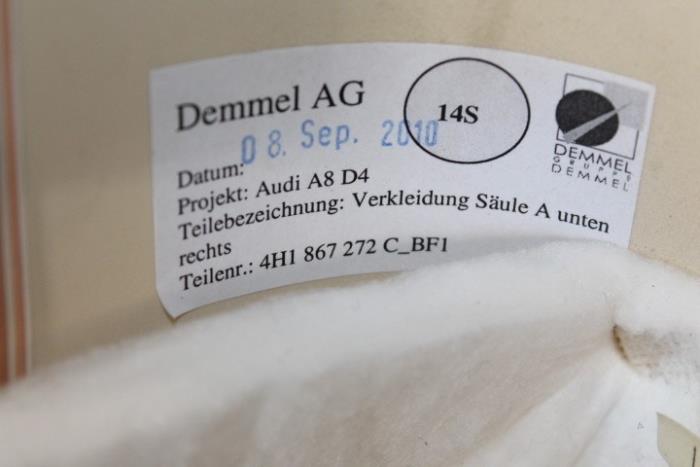 Demmel AG
14S
DEMMEL
GRUPPE
DEMMEL
Datum: 08. Sep. 2010
Projekt: Audi A8 D4
Teilebezeichnung: Verkleidung Säule A unten
rechts
Teilenr.: 4H1 867 272 C_BF1